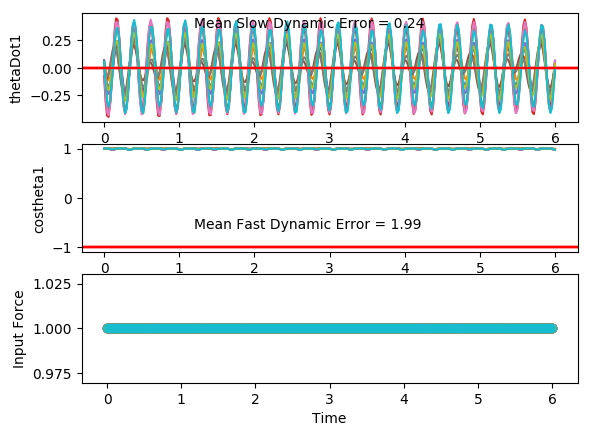 Mean Slow Dynamic Error = 0.24
thetaDot1
0.25
0.00
−0.25
0 1 2 3 4 5 6
costheta1
1
0
−1
Mean Fast Dynamic Error = 1.99
0 1 2 3 4 5 6
Input Force
1.025
1.000
0.975
0 1 2 3 4 5 6
Time